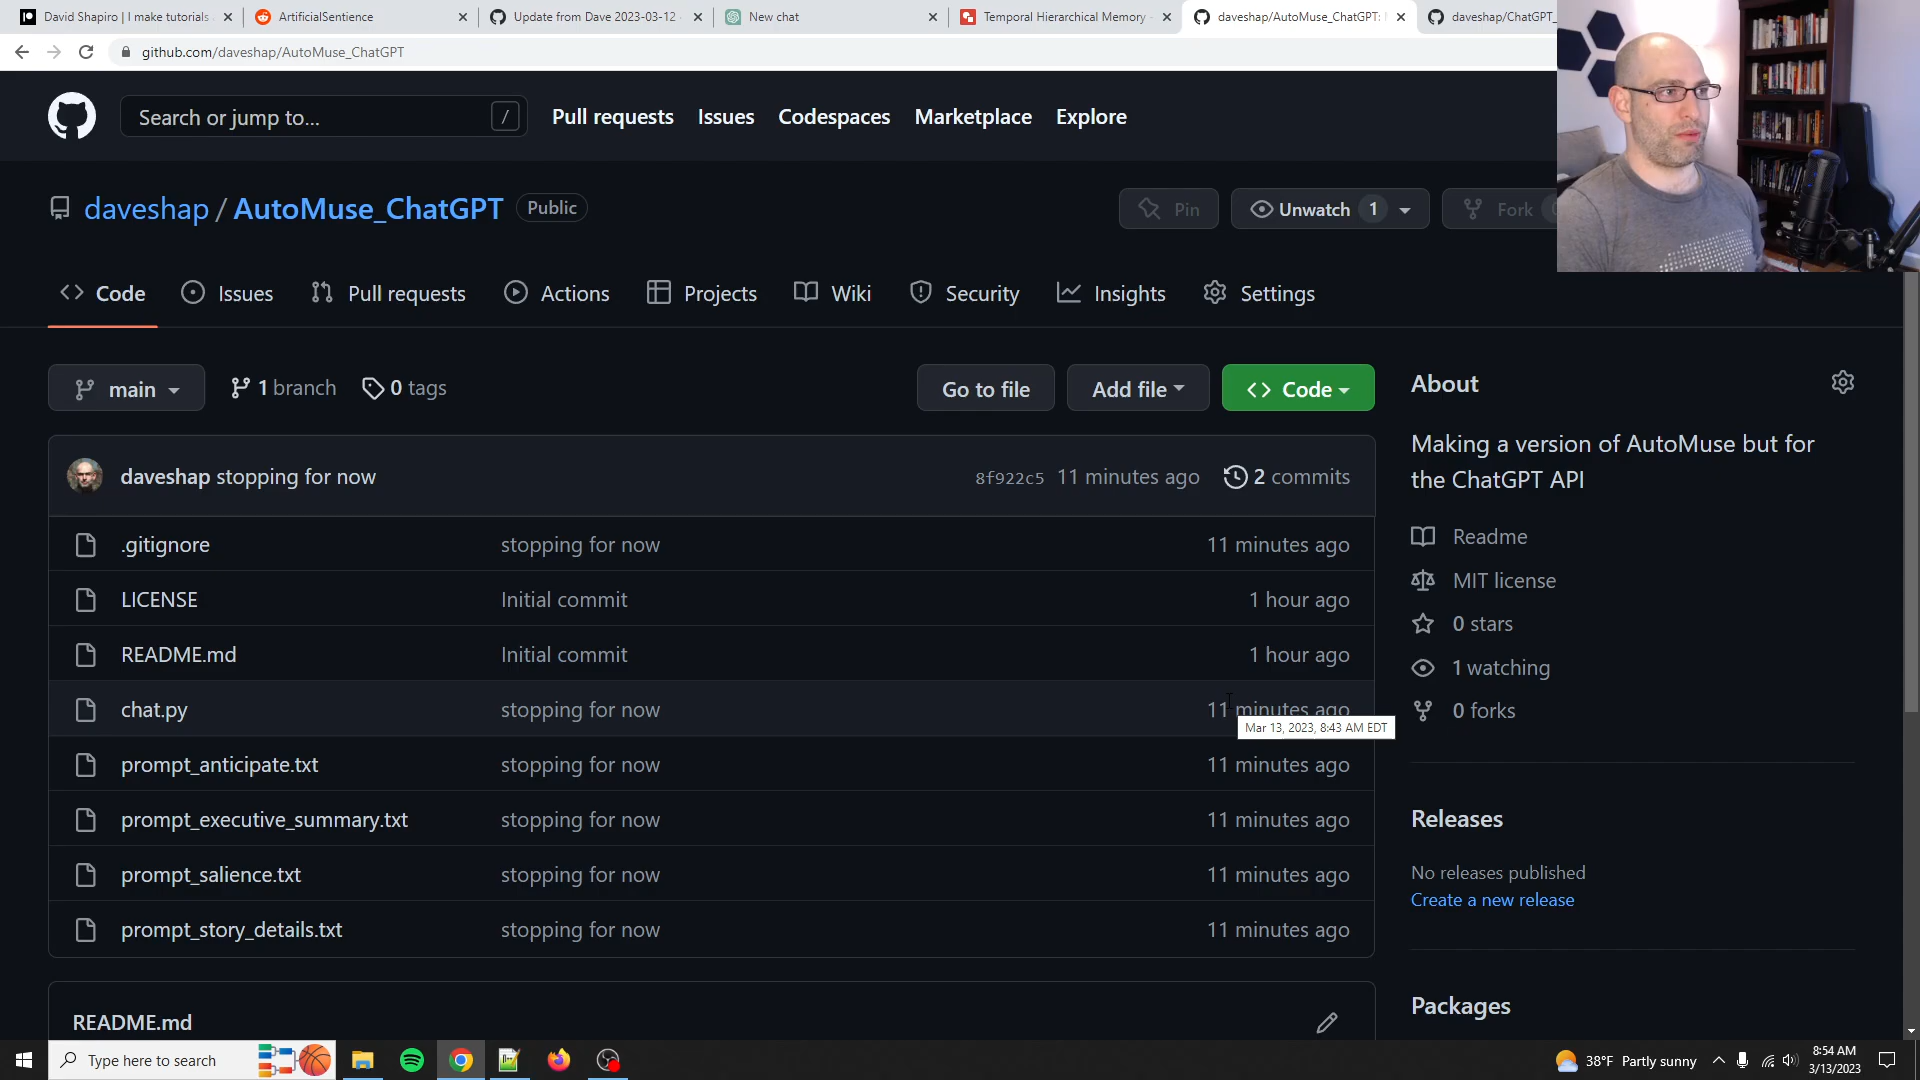 David Shapiro | I make tutorials
ArtificialSentience
Update from Dave 2023-03-12
New chat
Temporal Hierarchical Memory
daveshap/AutoMuse_ChatGPT:
daveshap/ChatGPT_
github.com/daveshap/AutoMuse_ChatGPT
Search or jump to...
/
Pull requests
Issues
Codespaces
Marketplace
Explore
daveshap / AutoMuse_ChatGPT
Public
Pin
Unwatch 1
Fork
Code
Issues
Pull requests
Actions
Projects
Wiki
Security
Insights
Settings
main
1 branch
0 tags
Go to file
Add file
Code
daveshap stopping for now
8f922c5 11 minutes ago
2 commits
.gitignore
stopping for now
11 minutes ago
LICENSE
Initial commit
1 hour ago
README.md
Initial commit
1 hour ago
chat.py
stopping for now
11 minutes ago
Mar 13, 2023, 8:43 AM EDT
prompt_anticipate.txt
stopping for now
11 minutes ago
prompt_executive_summary.txt
stopping for now
11 minutes ago
prompt_salience.txt
stopping for now
11 minutes ago
prompt_story_details.txt
stopping for now
11 minutes ago
README.md
About
Making a version of AutoMuse but for
the ChatGPT API
Readme
MIT license
0 stars
1 watching
0 forks
Releases
No releases published
Create a new release
Packages
Type here to search
38°F Partly sunny
8:54 AM
3/13/2023